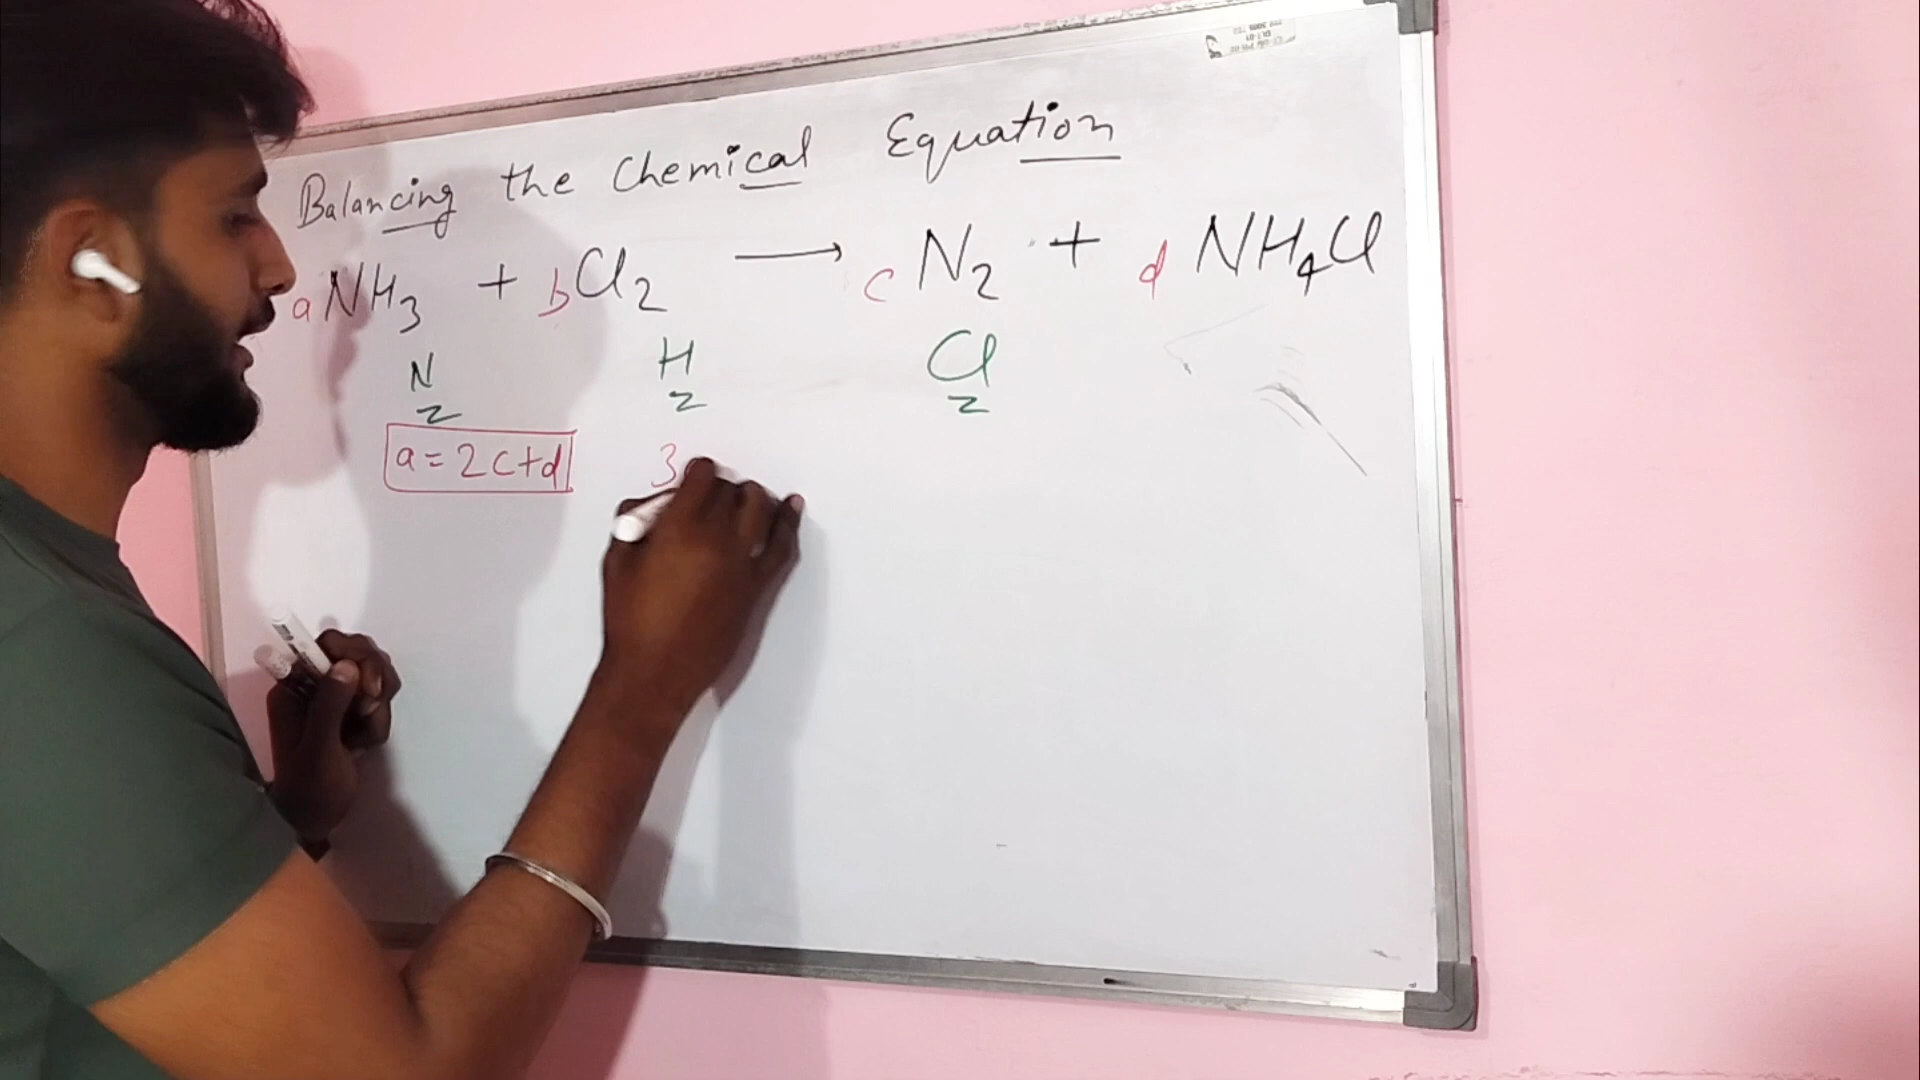 Balancing the Chemical Equation
aNH3 + bCl2 → cN2 + dNH4Cl
N H Cl
a = 2c+d 3